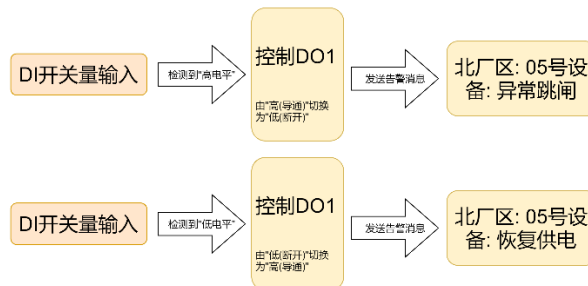 DI开关量输入
检测到"高电平"
控制DO1
由"高(导通)"切换
为"低(断开)"
发送告警消息
北厂区: 05号设
备: 异常跳闸
DI开关量输入
检测到"低电平"
控制DO1
由"低(断开)"切换
为"高(导通)"
发送告警消息
北厂区: 05号设
备: 恢复供电